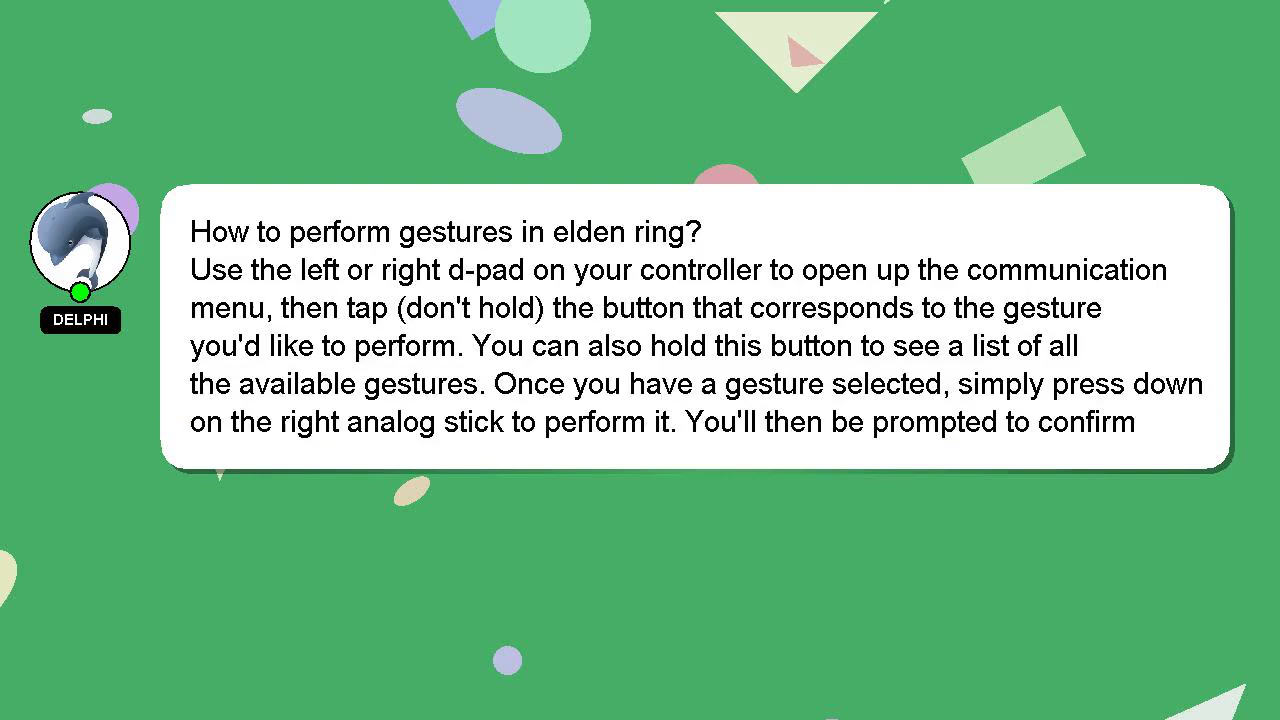 How to perform gestures in elden ring?
Use the left or right d-pad on your controller to open up the communication
menu, then tap (don't hold) the button that corresponds to the gesture
you'd like to perform. You can also hold this button to see a list of all
the available gestures. Once you have a gesture selected, simply press down
on the right analog stick to perform it. You'll then be prompted to confirm
DELPHI